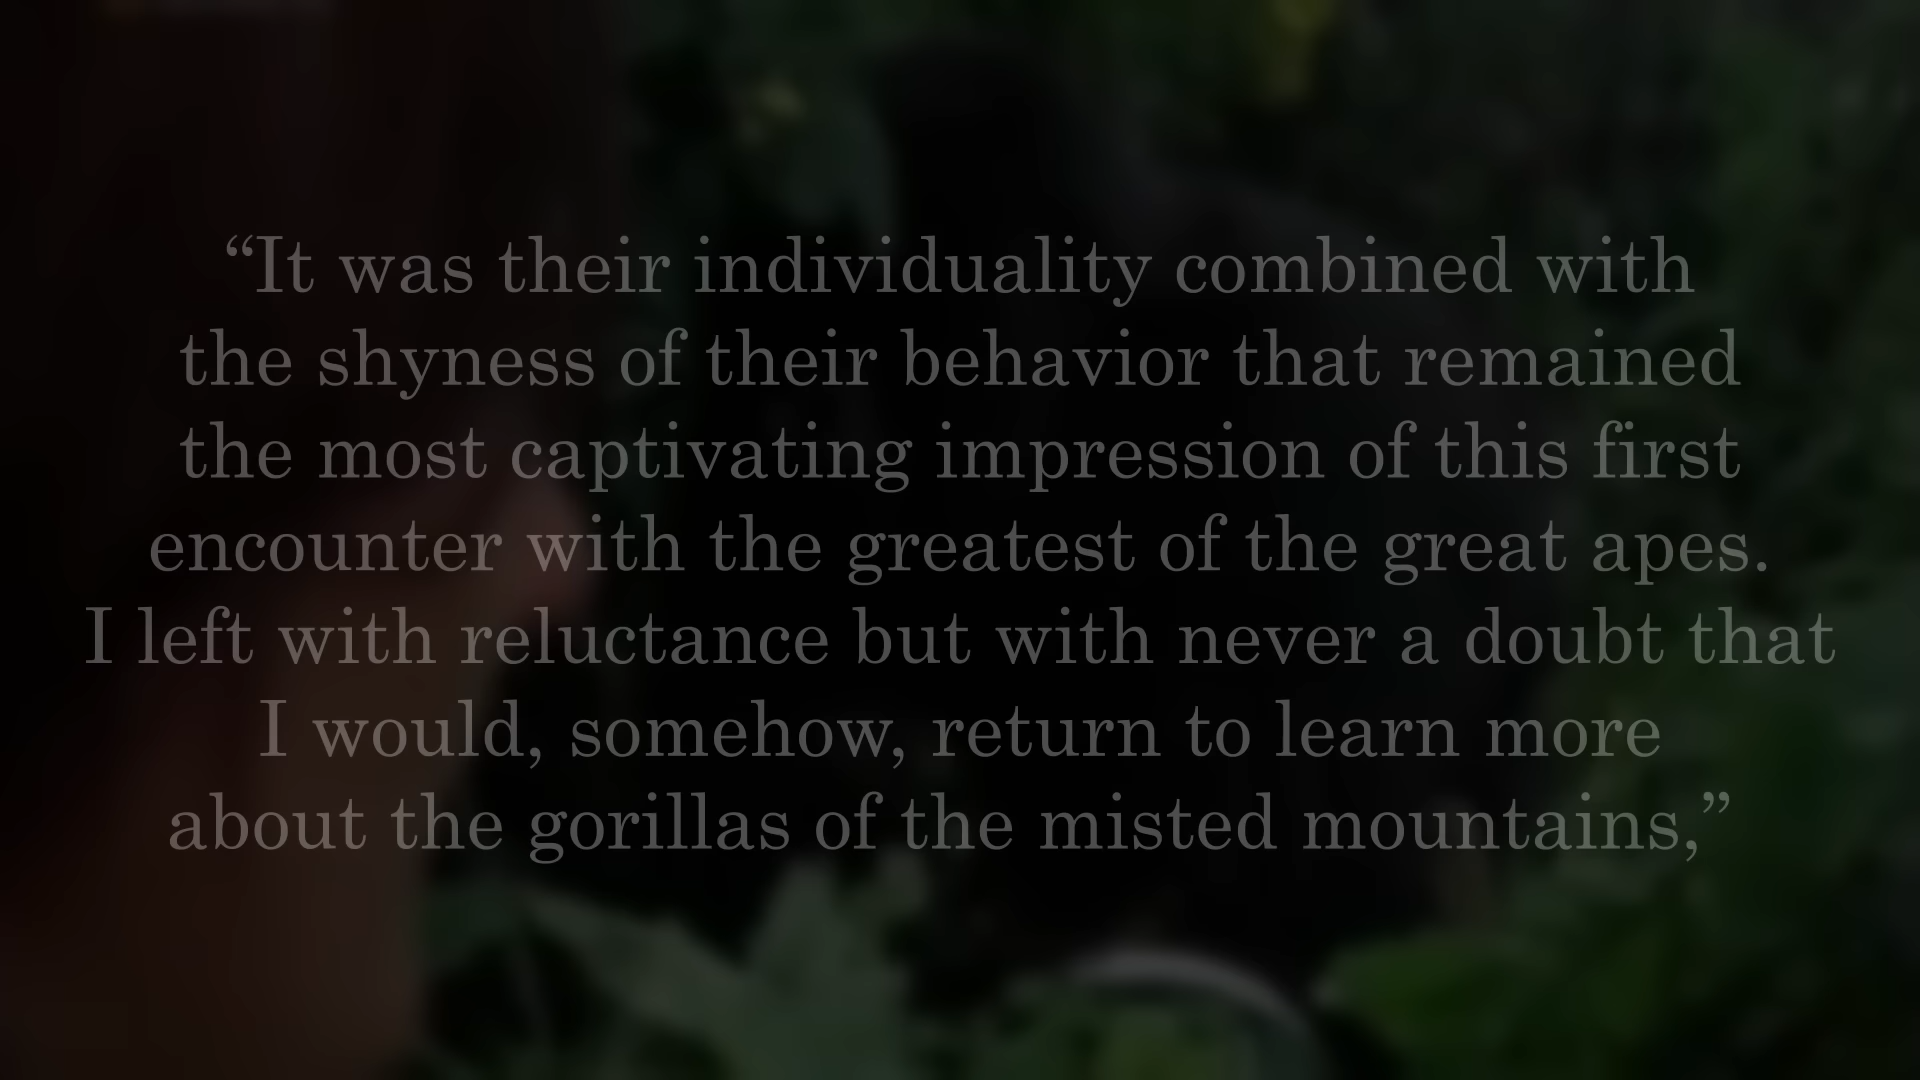 “It was their individuality combined with
the shyness of their behavior that remained
the most captivating impression of this first
encounter with the greatest of the great apes.
I left with reluctance but with never a doubt that
I would, somehow, return to learn more
about the gorillas of the misted mountains,”